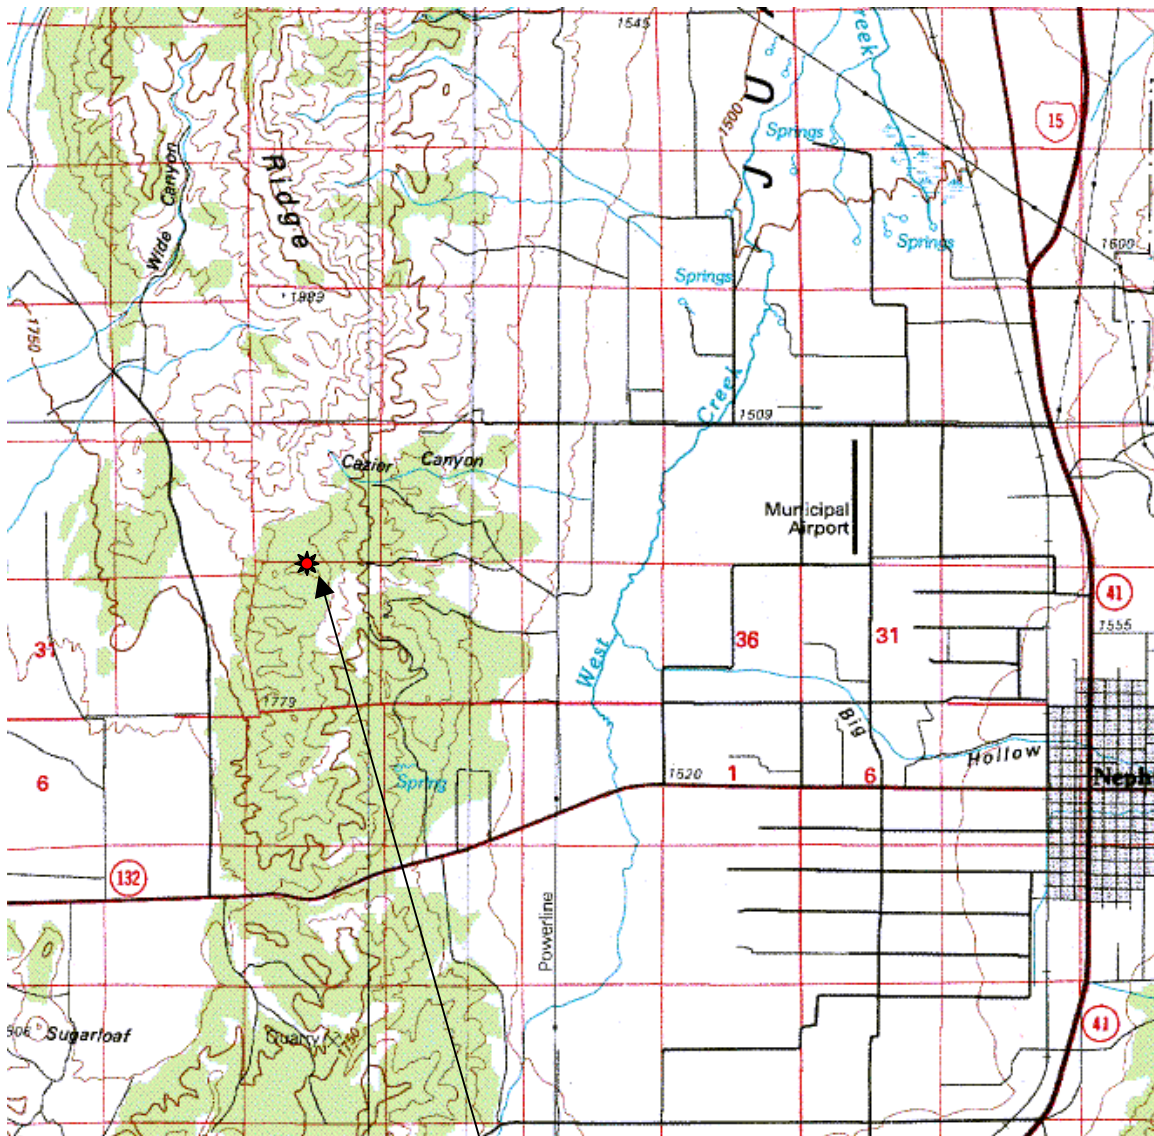 1545
reek
1500
J U
Springs
15
Ridge
Wide Canyon
Springs
1600
Springs
1989
1750
Creek
1509
Cazier Canyon
Municipal
Airport
41
1555
31
36
31
West
1779
Big
Hollow
6
Spring
1520
1
6
Neph
132
Powerline
Sugarloaf
Quarry
1750
41